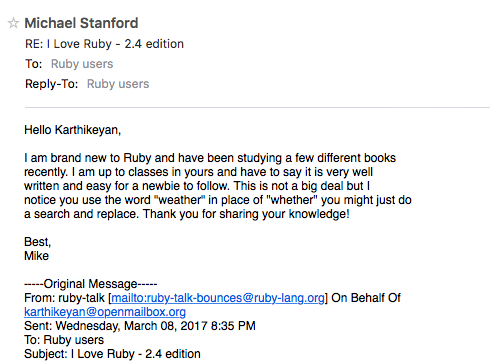 Michael Stanford
RE: I Love Ruby - 2.4 edition
To: Ruby users
Reply-To: Ruby users
Hello Karthikeyan,
I am brand new to Ruby and have been studying a few different books
recently. I am up to classes in yours and have to say it is very well
written and easy for a newbie to follow. This is not a big deal but I
notice you use the word "weather" in place of "whether" you might just do
a search and replace. Thank you for sharing your knowledge!
Best,
Mike
-----Original Message-----
From: ruby-talk [mailto:ruby-talk-bounces@ruby-lang.org] On Behalf Of
karthikeyan@openmailbox.org
Sent: Wednesday, March 08, 2017 8:35 PM
To: Ruby users
Subject: I Love Ruby - 2.4 edition